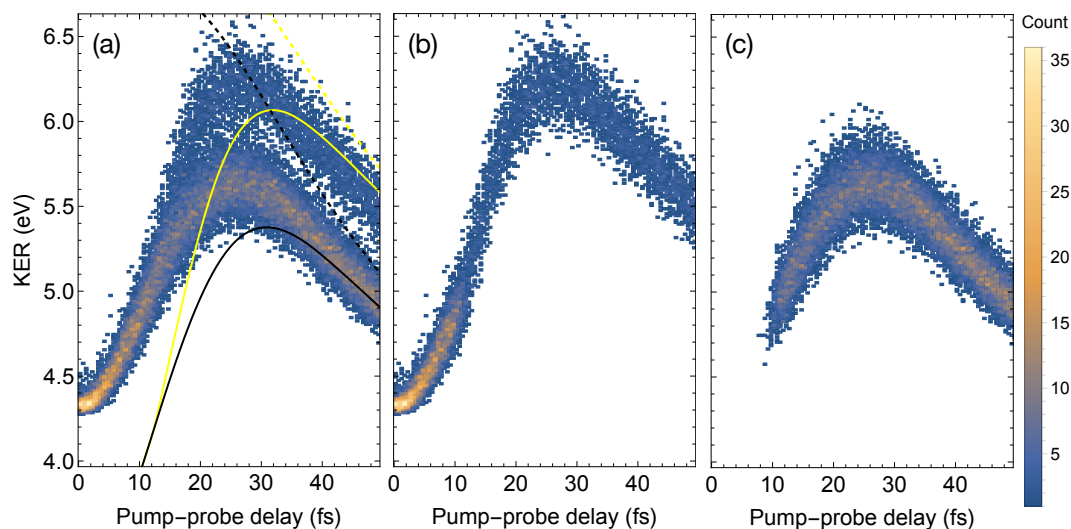 Count
(a)
(b)
(c)
6.5
6.0
5.5
5.0
4.5
4.0
KER (eV)
0 10 20 30 40
0 10 20 30 40
0 10 20 30 40
Pump−probe delay (fs)
Pump−probe delay (fs)
Pump−probe delay (fs)
35
30
25
20
15
10
5